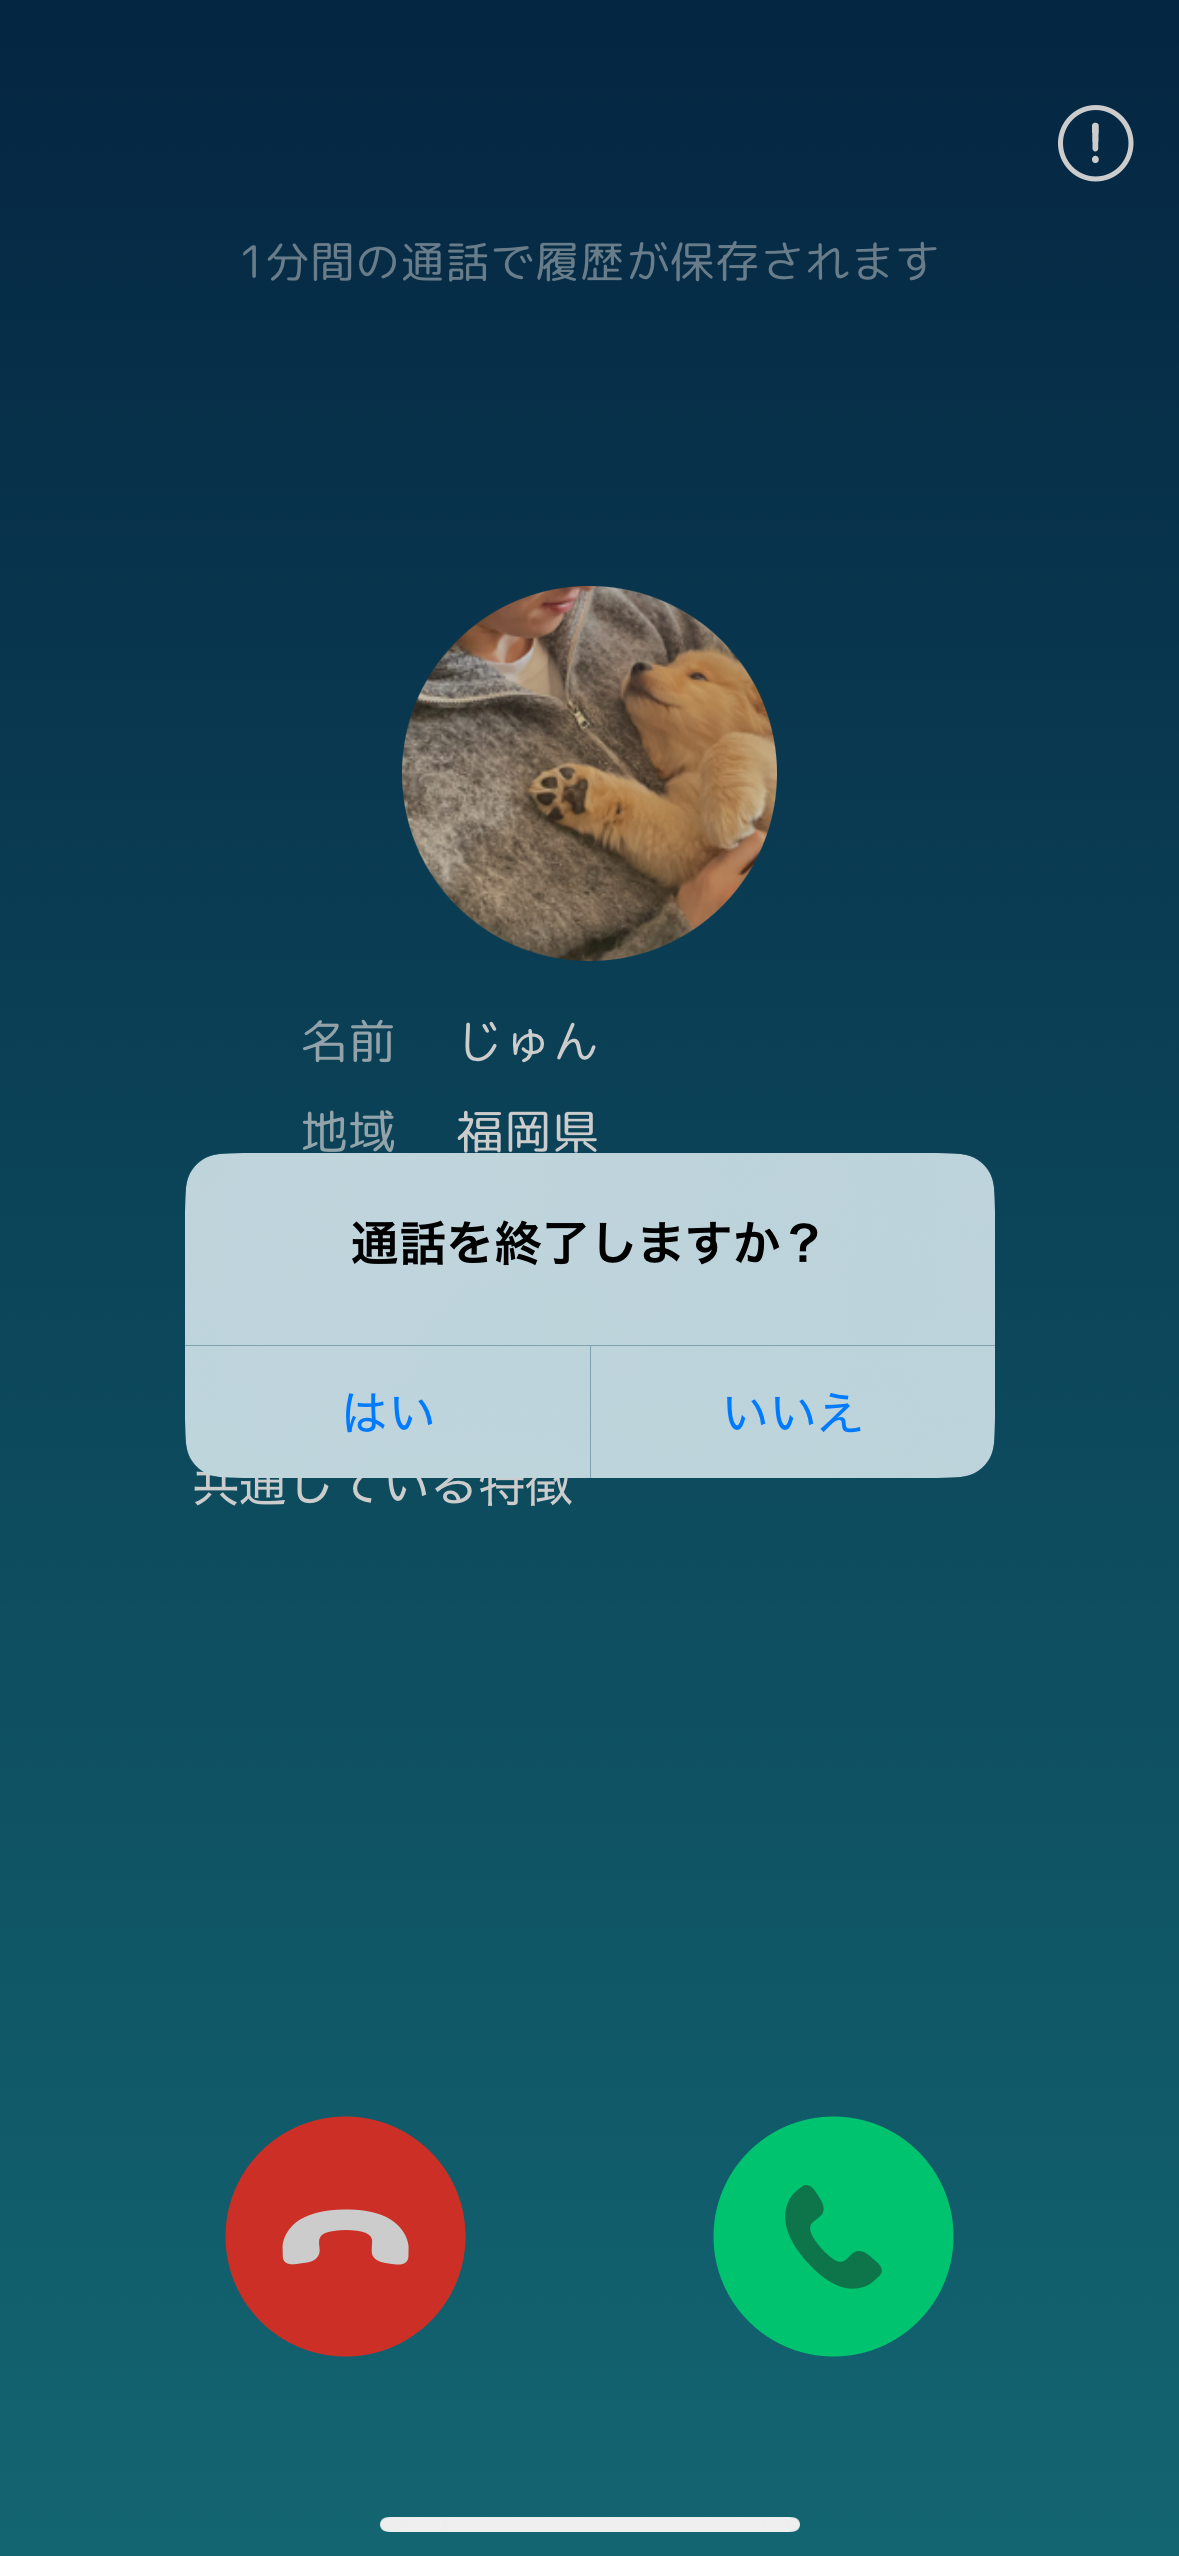 1分間の通話で履歴が保存されます
名前 じゅん
地域 福岡県
通話を終了しますか？
はい いいえ
共通している特徴